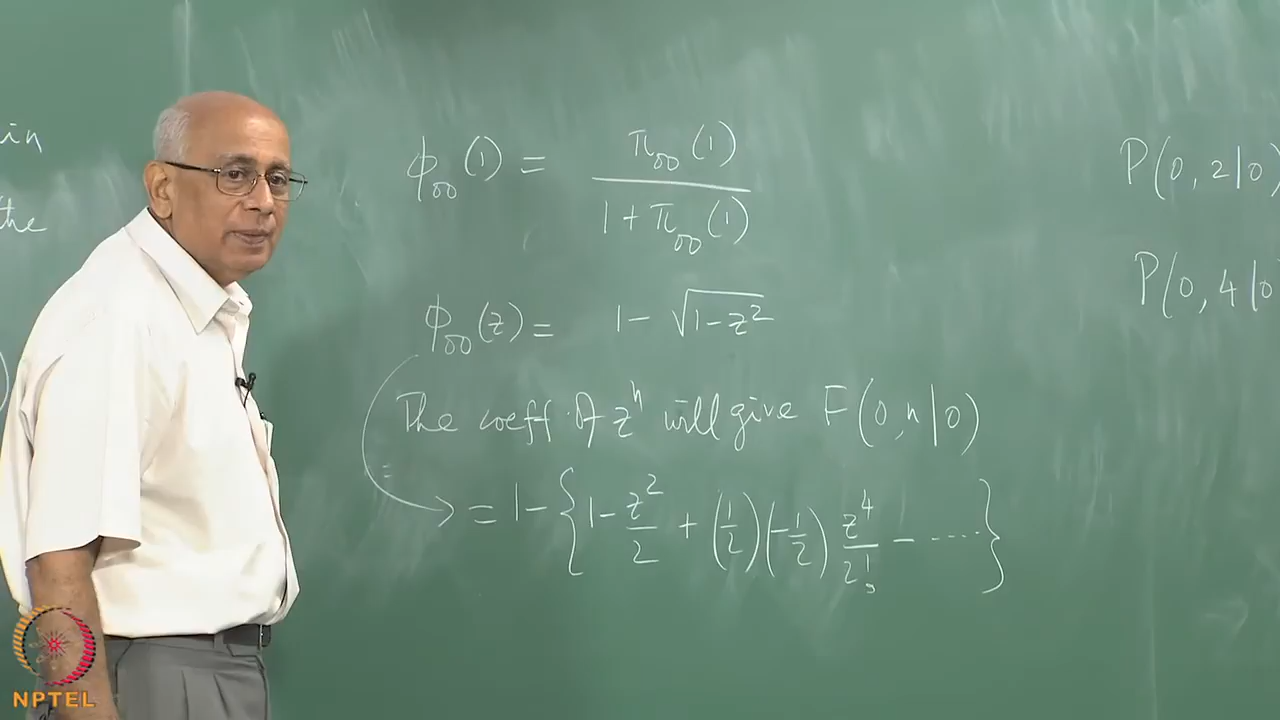 in
the
ϕ₀₀(1) = π₀₀(1) / (1 + π₀₀(1))
ϕ₀₀(z) = 1 − √(1−z²)
The coeff. of zⁿ will give F(0,n|0)
= 1 − {1 − z²/2 + (1/2)(−1/2) z⁴/2! − ....}
P(0,2|0)
P(0,4|0
NPTEL